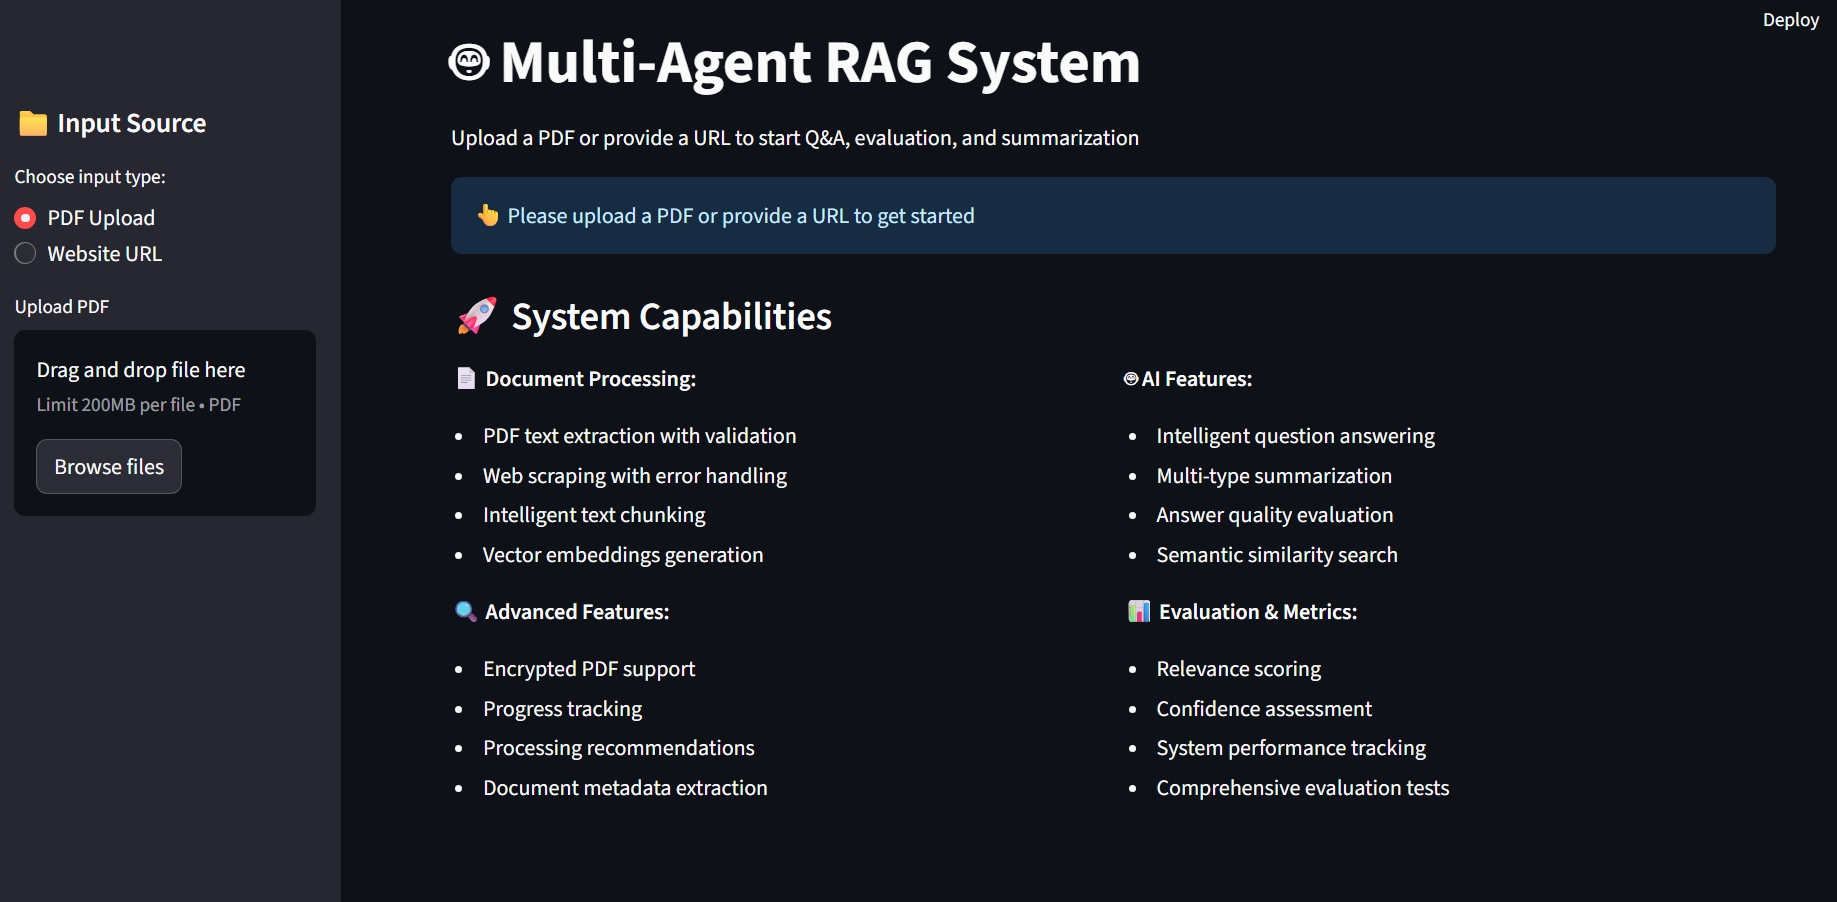 Deploy
Multi-Agent RAG System
Upload a PDF or provide a URL to start Q&A, evaluation, and summarization
Please upload a PDF or provide a URL to get started
Input Source
Choose input type:
PDF Upload
Website URL
Upload PDF
Drag and drop file here
Limit 200MB per file • PDF
Browse files
System Capabilities
Document Processing:
• PDF text extraction with validation
• Web scraping with error handling
• Intelligent text chunking
• Vector embeddings generation
Advanced Features:
• Encrypted PDF support
• Progress tracking
• Processing recommendations
• Document metadata extraction
AI Features:
• Intelligent question answering
• Multi-type summarization
• Answer quality evaluation
• Semantic similarity search
Evaluation & Metrics:
• Relevance scoring
• Confidence assessment
• System performance tracking
• Comprehensive evaluation tests